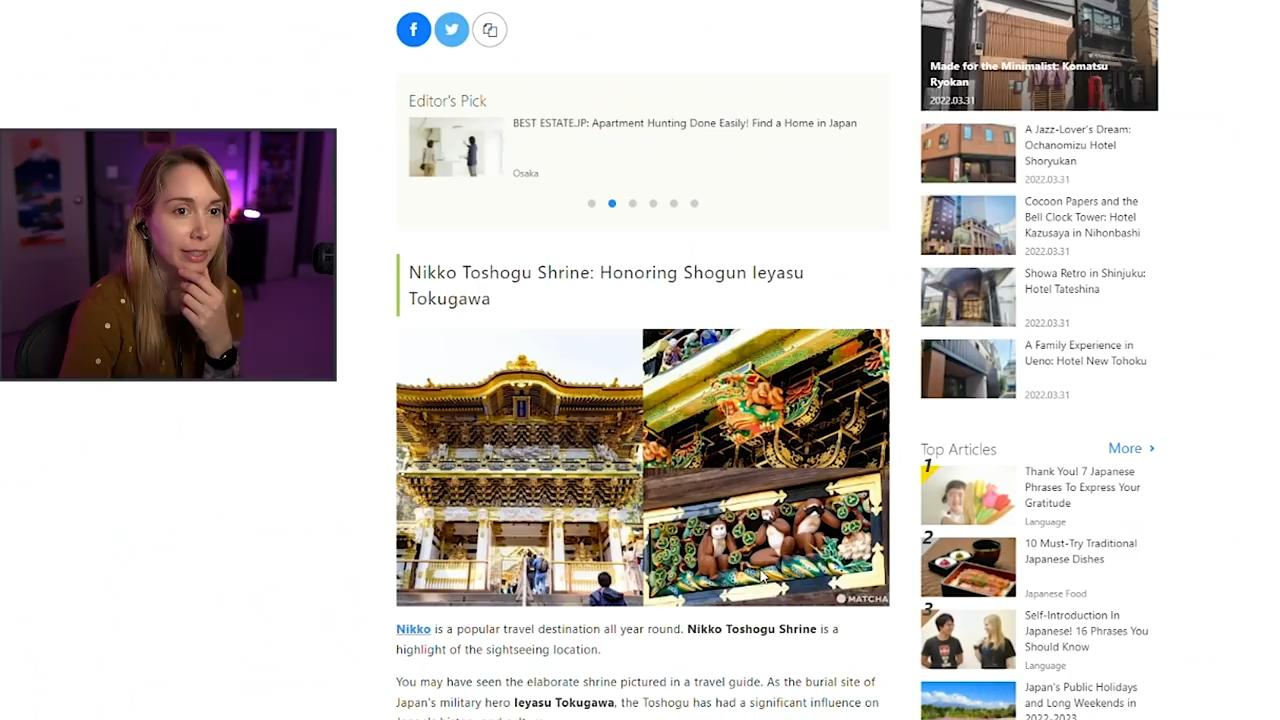 Editor's Pick
BEST ESTATE.JP: Apartment Hunting Done Easily! Find a Home in Japan
Osaka
Nikko Toshogu Shrine: Honoring Shogun Ieyasu
Tokugawa
MATCHA
Nikko is a popular travel destination all year round. Nikko Toshogu Shrine is a
highlight of the sightseeing location.
You may have seen the elaborate shrine pictured in a travel guide. As the burial site of
Japan's military hero Ieyasu Tokugawa, the Toshogu has had a significant influence on
Made for the Minimalist: Komatsu
Ryokan
2022.03.31
A Jazz-Lover's Dream:
Ochanomizu Hotel
Shoryukan
2022.03.31
Cocoon Papers and the
Bell Clock Tower: Hotel
Kazusaya in Nihonbashi
2022.03.31
Showa Retro in Shinjuku:
Hotel Tateshina
2022.03.31
A Family Experience in
Ueno: Hotel New Tohoku
2022.03.31
Top Articles
More
1
Thank You! 7 Japanese
Phrases To Express Your
Gratitude
Language
2
10 Must-Try Traditional
Japanese Dishes
Japanese Food
3
Self-Introduction In
Japanese! 16 Phrases You
Should Know
Language
Japan's Public Holidays
and Long Weekends in
2022-2023